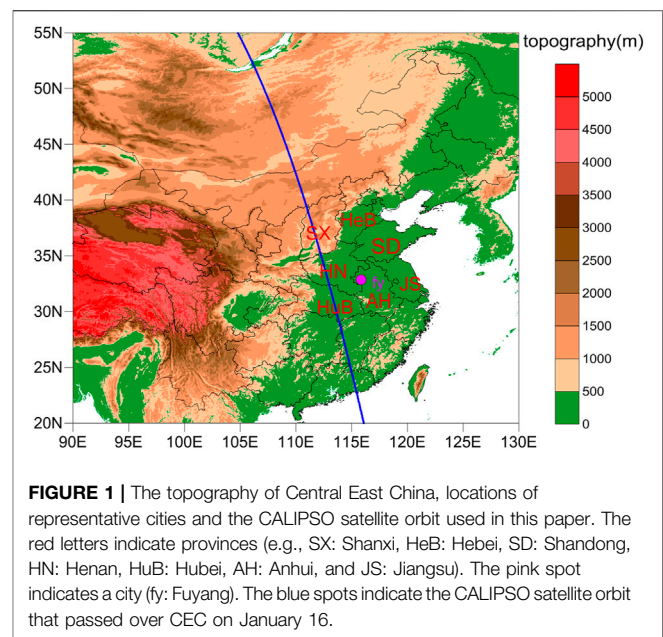 55N
topography(m)
50N
45N
40N
35N
30N
25N
20N
90E 95E 100E 105E 110E 115E 120E 125E 130E
5000
4500
4000
3500
3000
2500
2000
1500
1000
500
0
HeB
SX
SD
HN
fy
JS
AH
HuB
FIGURE 1 | The topography of Central East China, locations of
representative cities and the CALIPSO satellite orbit used in this paper. The
red letters indicate provinces (e.g., SX: Shanxi, HeB: Hebei, SD: Shandong,
HN: Henan, HuB: Hubei, AH: Anhui, and JS: Jiangsu). The pink spot
indicates a city (fy: Fuyang). The blue spots indicate the CALIPSO satellite orbit
that passed over CEC on January 16.